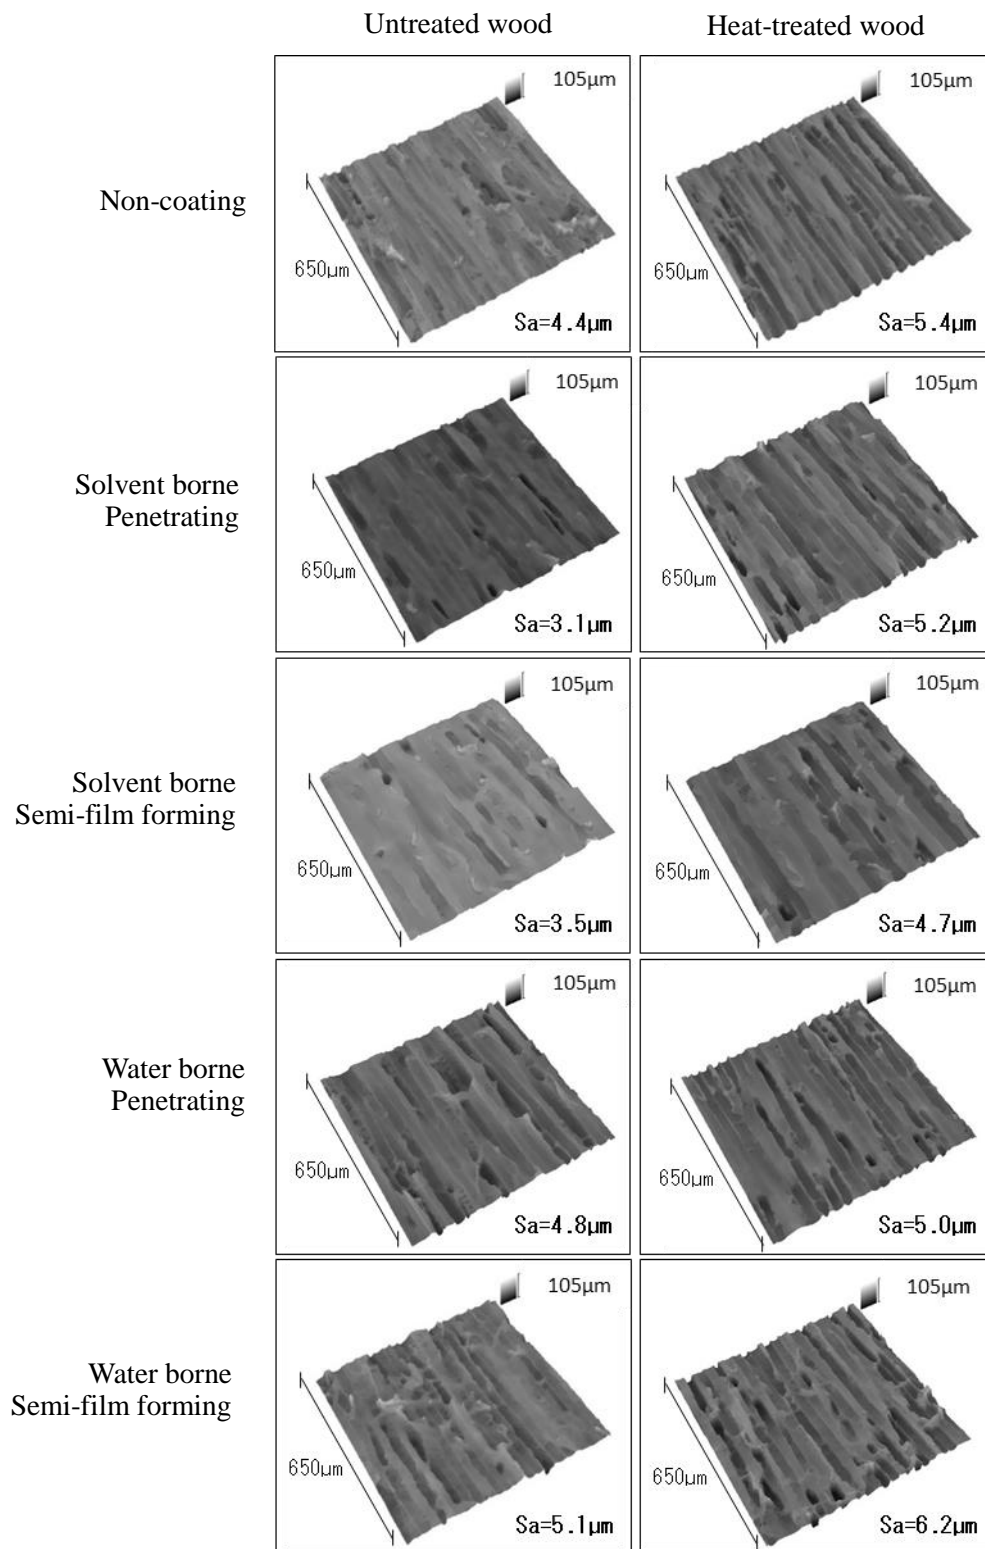 Untreated wood
Heat-treated wood
Non-coating
105µm
650µm
Sa=4.4µm
105µm
650µm
Sa=5.4µm
Solvent borne
Penetrating
105µm
650µm
Sa=3.1µm
105µm
650µm
Sa=5.2µm
Solvent borne
Semi-film forming
105µm
650µm
Sa=3.5µm
105µm
650µm
Sa=4.7µm
Water borne
Penetrating
105µm
650µm
Sa=4.8µm
105µm
650µm
Sa=5.0µm
Water borne
Semi-film forming
105µm
650µm
Sa=5.1µm
105µm
650µm
Sa=6.2µm